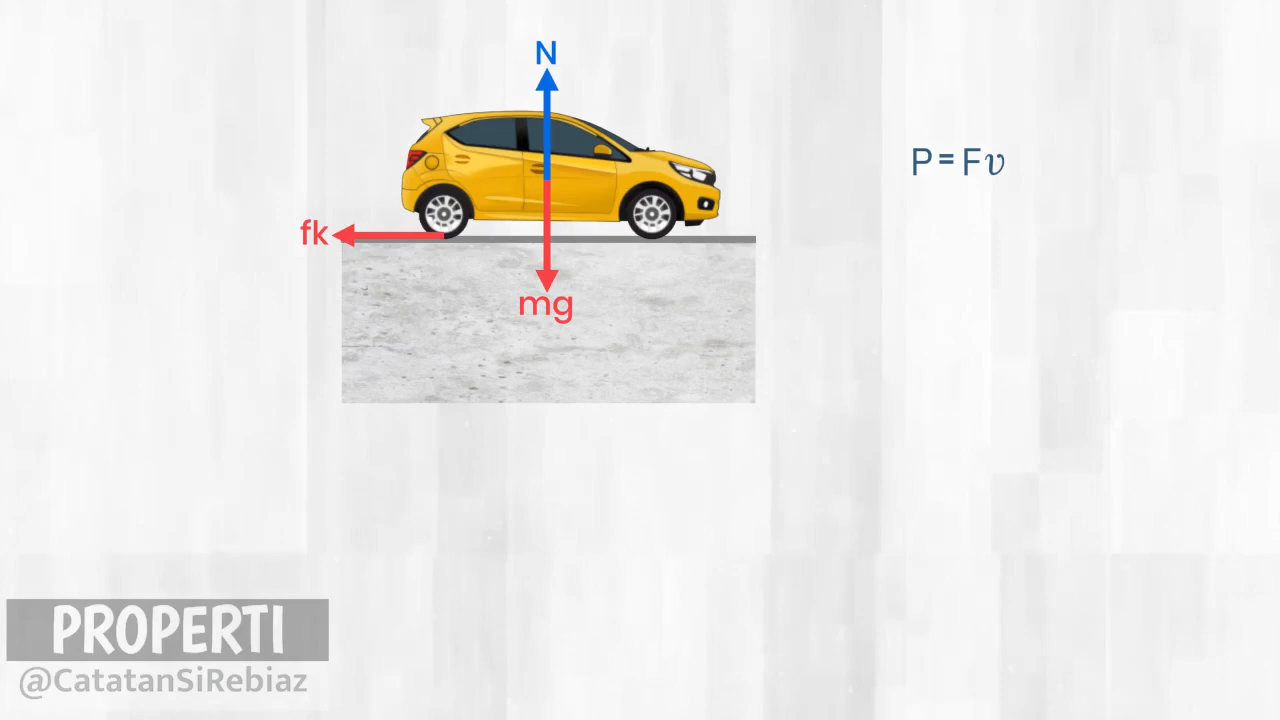 N
P = Fv
fk
mg
PROPERTI
@CatatanSiRebiaz